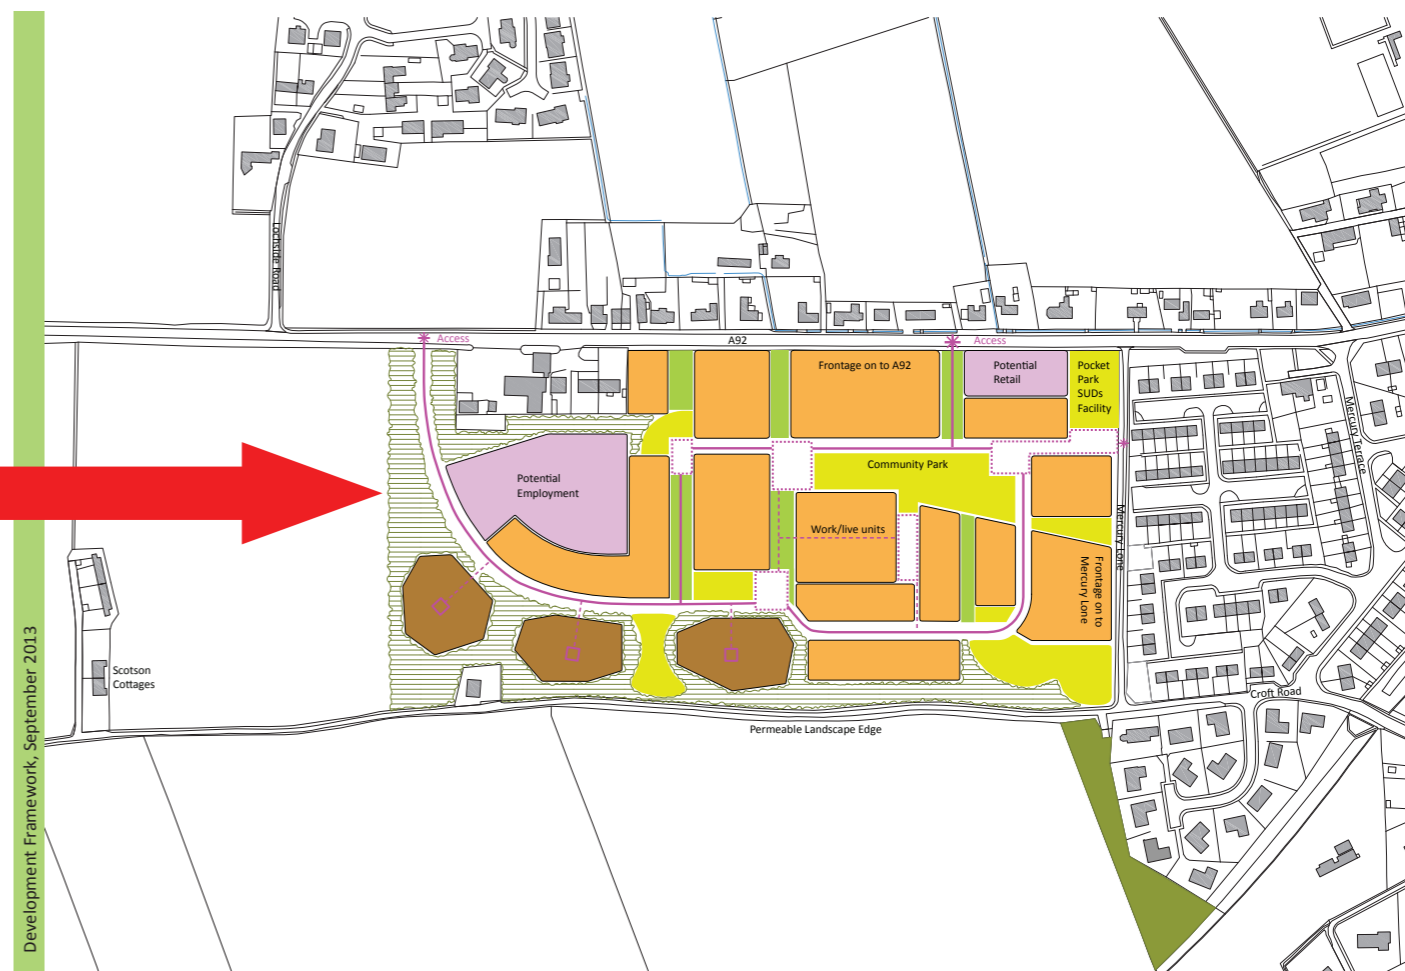 Development Framework, September 2013
Lochside Road
Access
A92
Access
Frontage on to A92
Potential
Retail
Pocket
Park
SUDs
Facility
Mercury Terrace
Community Park
Potential
Employment
Work/live units
Mercury Lone
Frontage on to
Mercury Lone
Scotson
Cottages
Croft Road
Permeable Landscape Edge